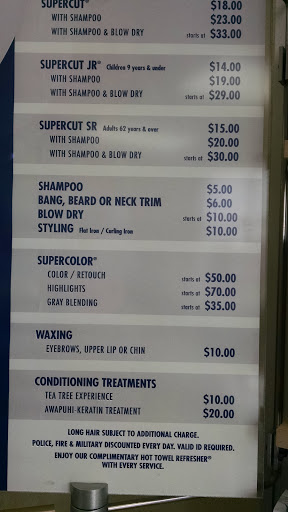 SUPERCUT® $18.00
WITH SHAMPOO $23.00
WITH SHAMPOO & BLOW DRY starts at $33.00
SUPERCUT JR® Children 9 years & under $14.00
WITH SHAMPOO $19.00
WITH SHAMPOO & BLOW DRY starts at $29.00
SUPERCUT SR Adults 62 years & over $15.00
WITH SHAMPOO $20.00
WITH SHAMPOO & BLOW DRY starts at $30.00
SHAMPOO $5.00
BANG, BEARD OR NECK TRIM $6.00
BLOW DRY starts at $10.00
STYLING Flat Iron / Curling Iron $10.00
SUPERCOLOR®
COLOR / RETOUCH starts at $50.00
HIGHLIGHTS starts at $70.00
GRAY BLENDING starts at $35.00
WAXING
EYEBROWS, UPPER LIP OR CHIN $10.00
CONDITIONING TREATMENTS
TEA TREE EXPERIENCE $10.00
AWAPUHI-KERATIN TREATMENT $20.00
LONG HAIR SUBJECT TO ADDITIONAL CHARGE.
POLICE, FIRE & MILITARY DISCOUNTED EVERY DAY. VALID ID REQUIRED.
ENJOY OUR COMPLIMENTARY HOT TOWEL REFRESHER®
WITH EVERY SERVICE.